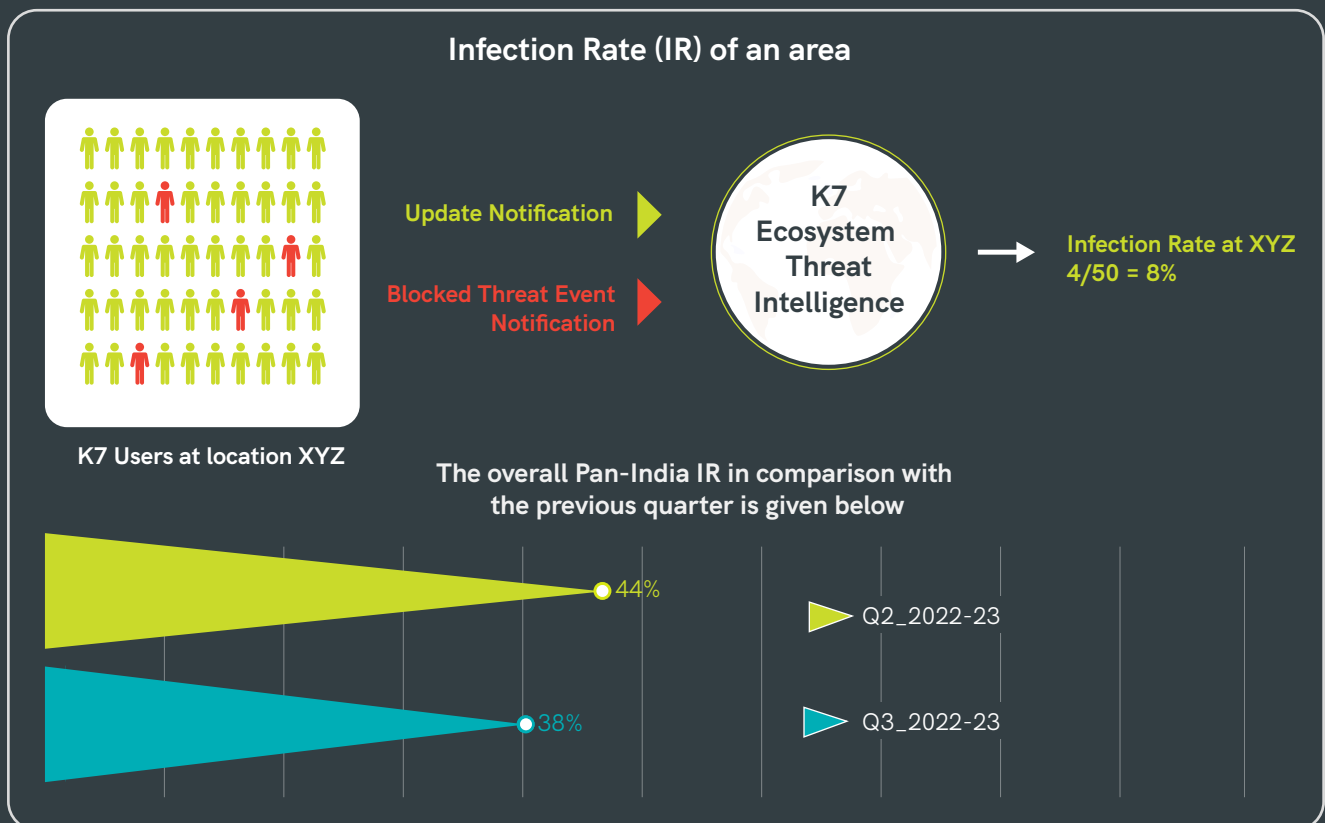 Infection Rate (IR) of an area
Update Notification
Blocked Threat Event
Notification
K7
Ecosystem
Threat
Intelligence
Infection Rate at XYZ
4/50 = 8%
K7 Users at location XYZ
The overall Pan-India IR in comparison with
the previous quarter is given below
44%
Q2_2022-23
38%
Q3_2022-23